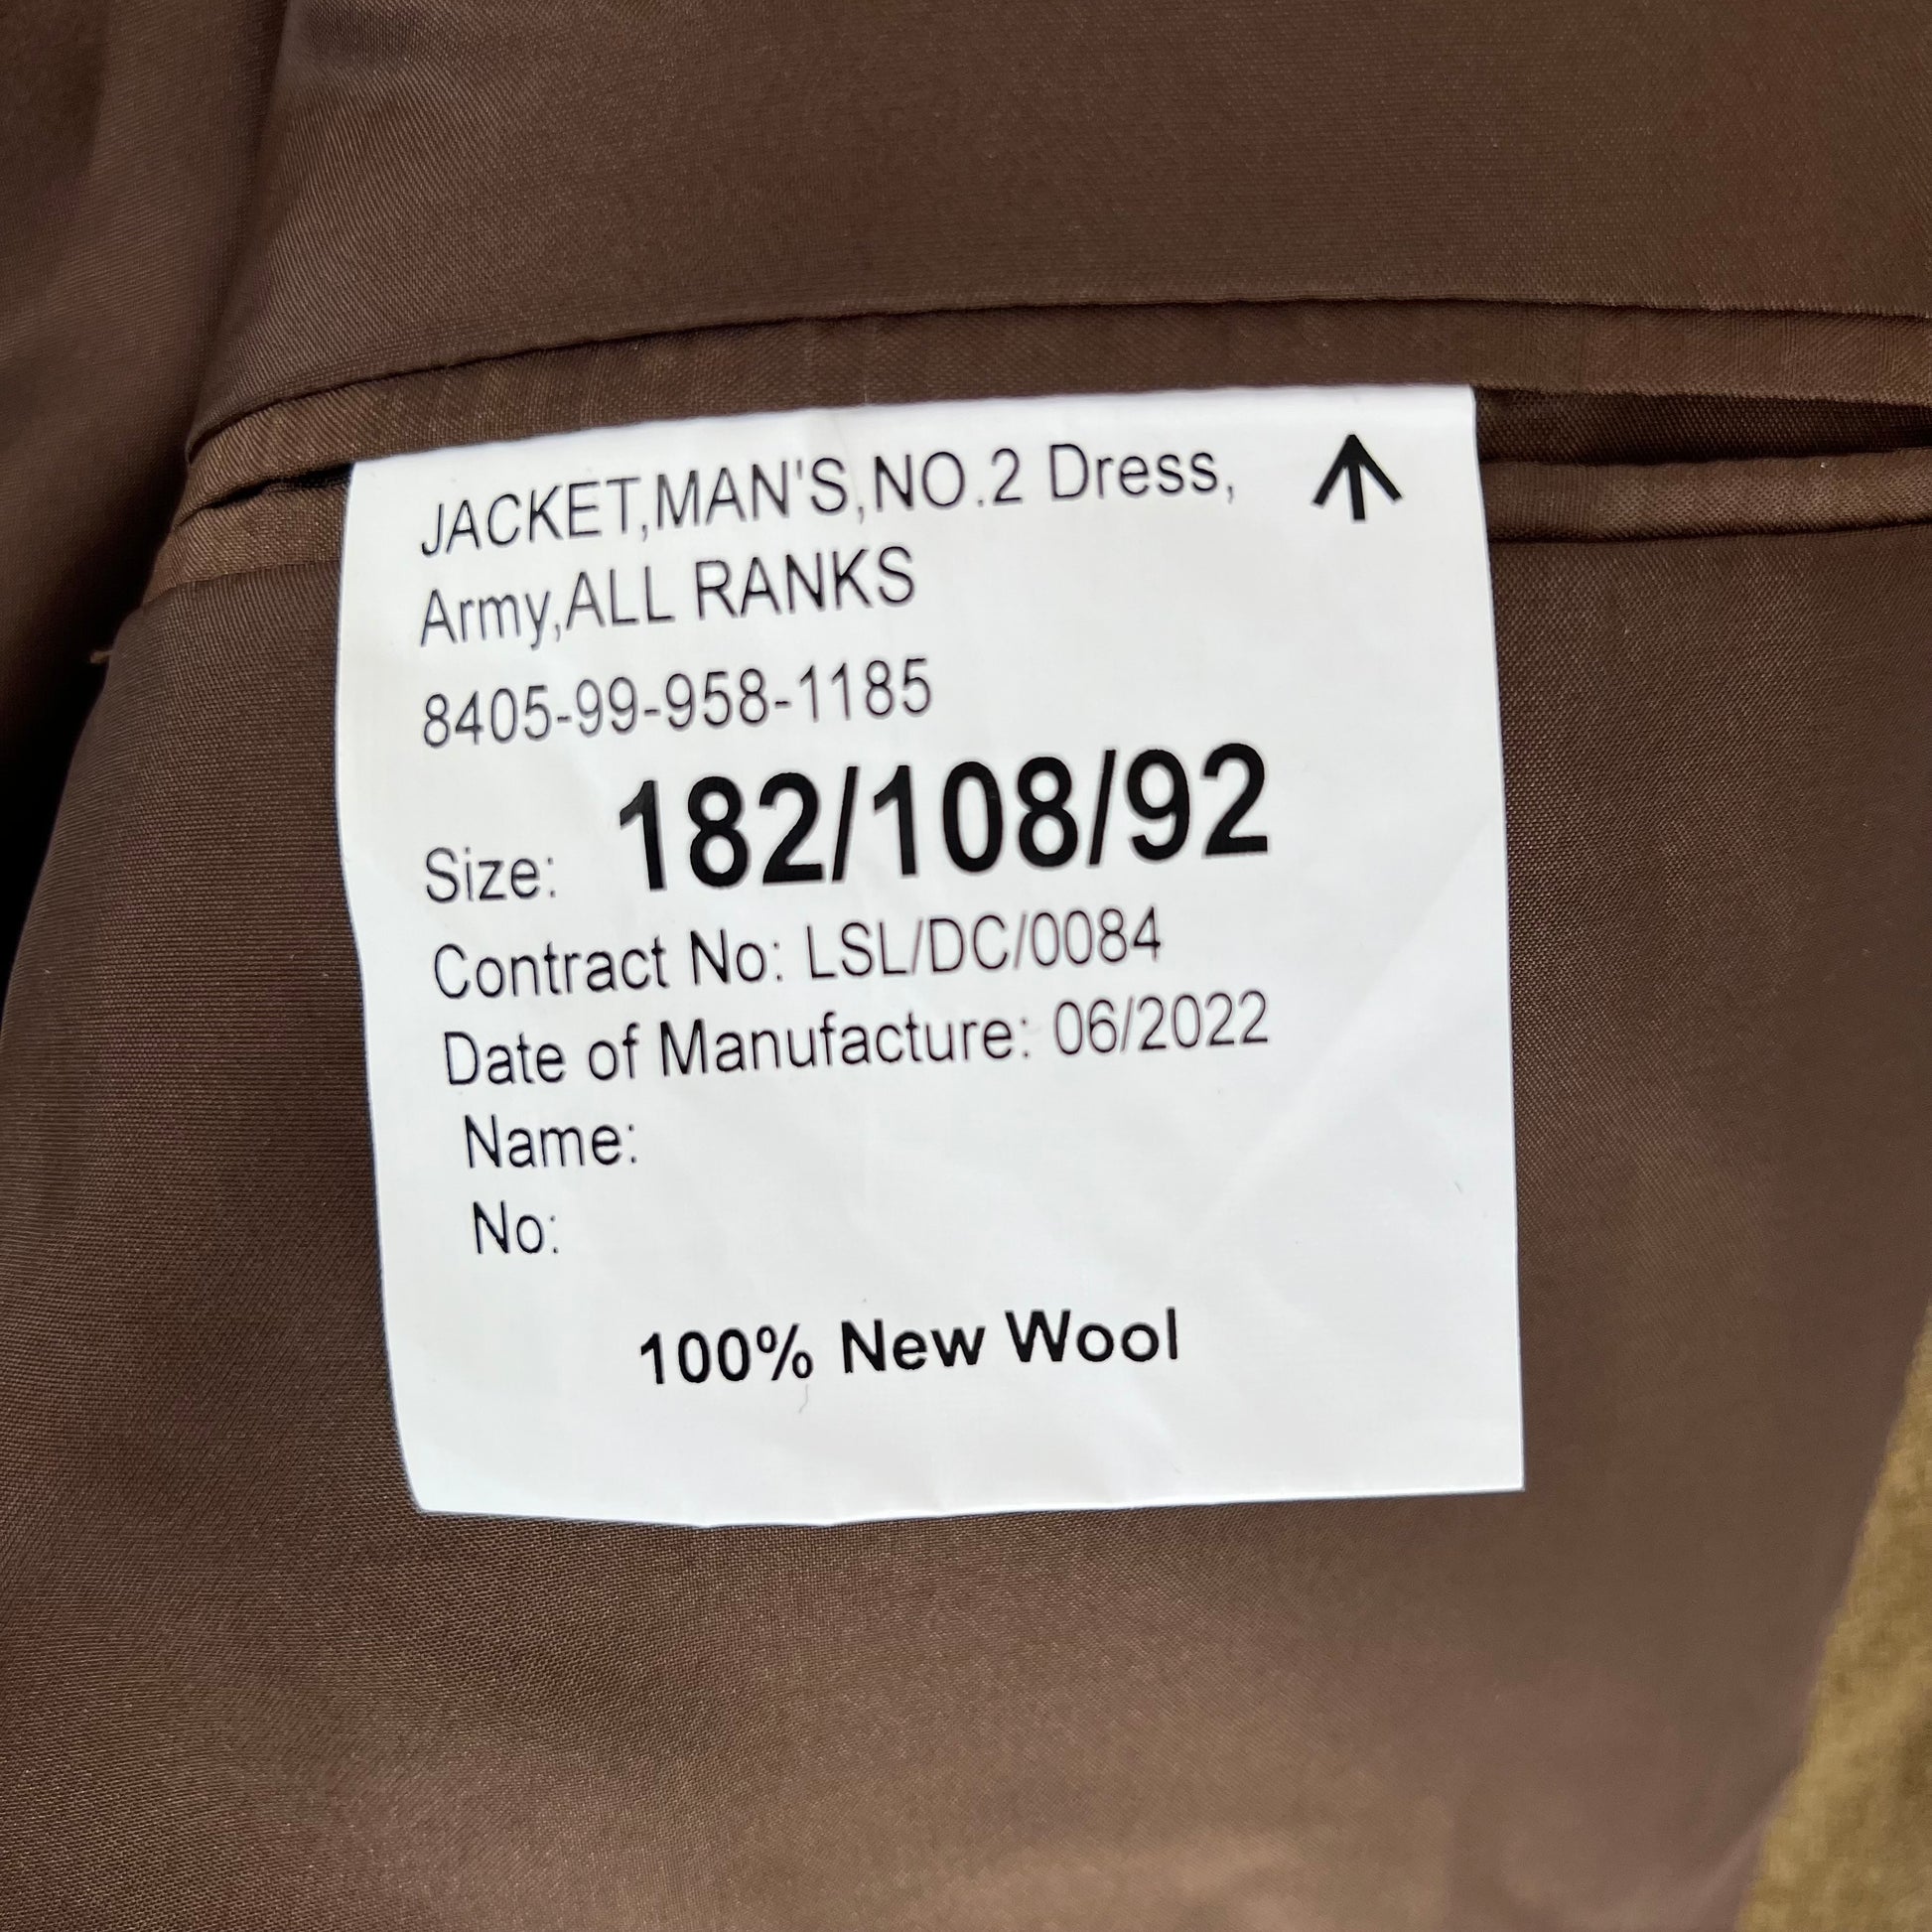 JACKET,MAN'S,NO.2 Dress,
Army,ALL RANKS
8405-99-958-1185
Size: 182/108/92
Contract No: LSL/DC/0084
Date of Manufacture: 06/2022
Name:
No:
100% New Wool